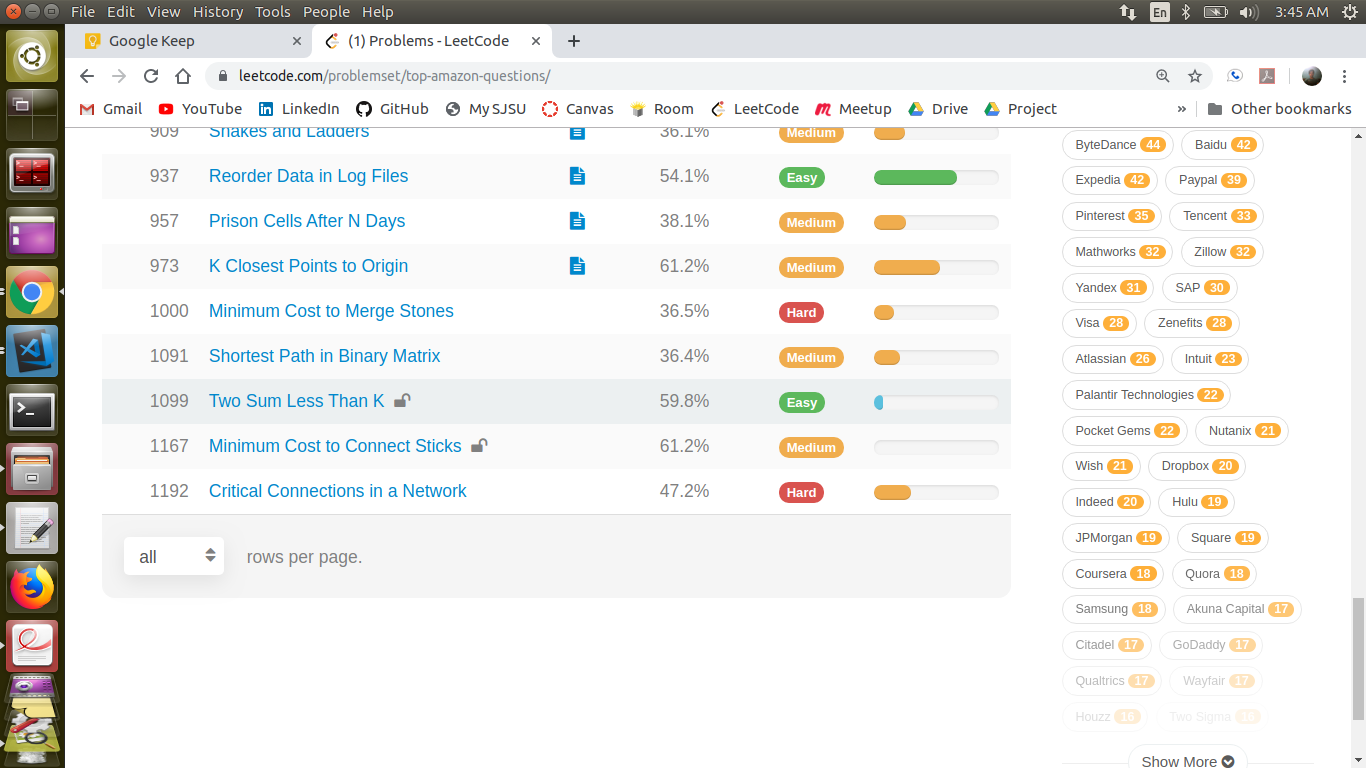 File Edit View History Tools People Help
En 3:45 AM
Google Keep
(1) Problems - LeetCode
leetcode.com/problemset/top-amazon-questions/
Gmail YouTube LinkedIn GitHub My SJSU Canvas Room LeetCode Meetup Drive Project » Other bookmarks
909 Snakes and Ladders 36.1% Medium
937 Reorder Data in Log Files 54.1% Easy
957 Prison Cells After N Days 38.1% Medium
973 K Closest Points to Origin 61.2% Medium
1000 Minimum Cost to Merge Stones 36.5% Hard
1091 Shortest Path in Binary Matrix 36.4% Medium
1099 Two Sum Less Than K 59.8% Easy
1167 Minimum Cost to Connect Sticks 61.2% Medium
1192 Critical Connections in a Network 47.2% Hard
all rows per page.
ByteDance 44 Baidu 42
Expedia 42 Paypal 39
Pinterest 35 Tencent 33
Mathworks 32 Zillow 32
Yandex 31 SAP 30
Visa 28 Zenefits 28
Atlassian 26 Intuit 23
Palantir Technologies 22
Pocket Gems 22 Nutanix 21
Wish 21 Dropbox 20
Indeed 20 Hulu 19
JPMorgan 19 Square 19
Coursera 18 Quora 18
Samsung 18 Akuna Capital 17
Citadel 17 GoDaddy 17
Qualtrics 17 Wayfair 17
Houzz 16 Two Sigma 16
Show More